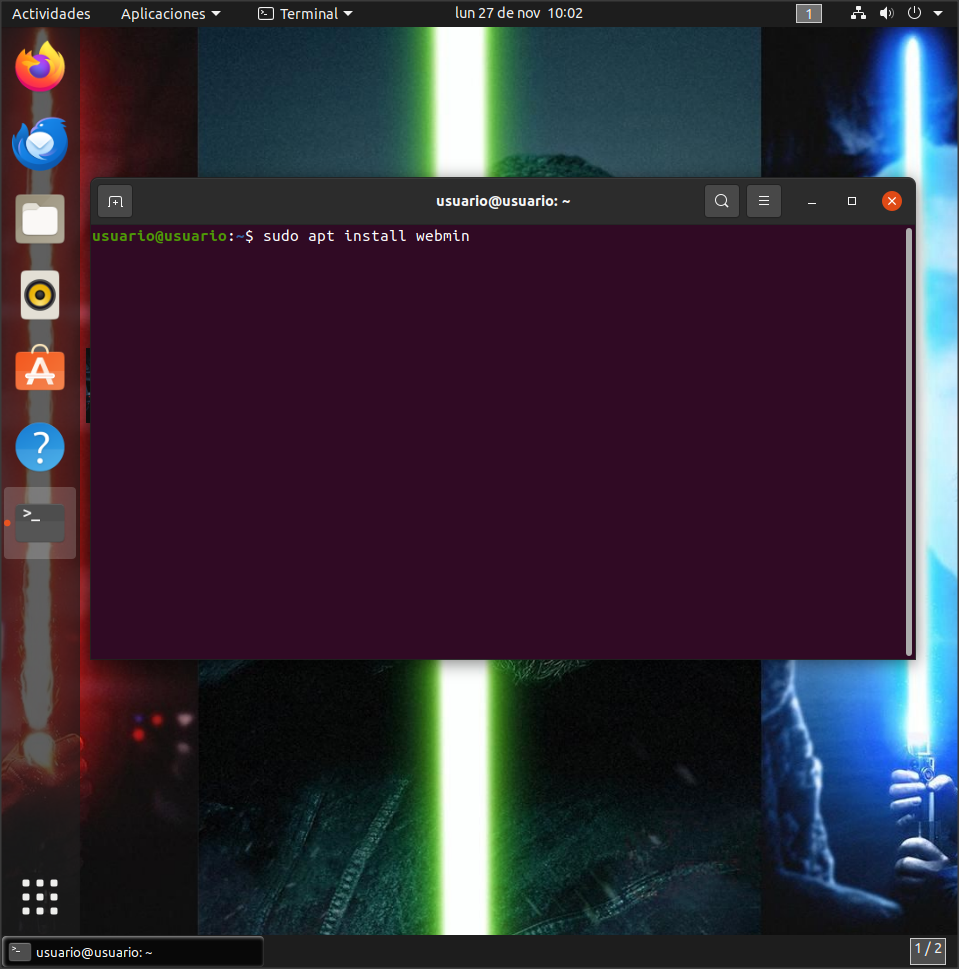 Actividades Aplicaciones Terminal lun 27 de nov 10:02 1
usuario@usuario: ~
usuario@usuario:~$ sudo apt install webmin
usuario@usuario: ~ 1 / 2